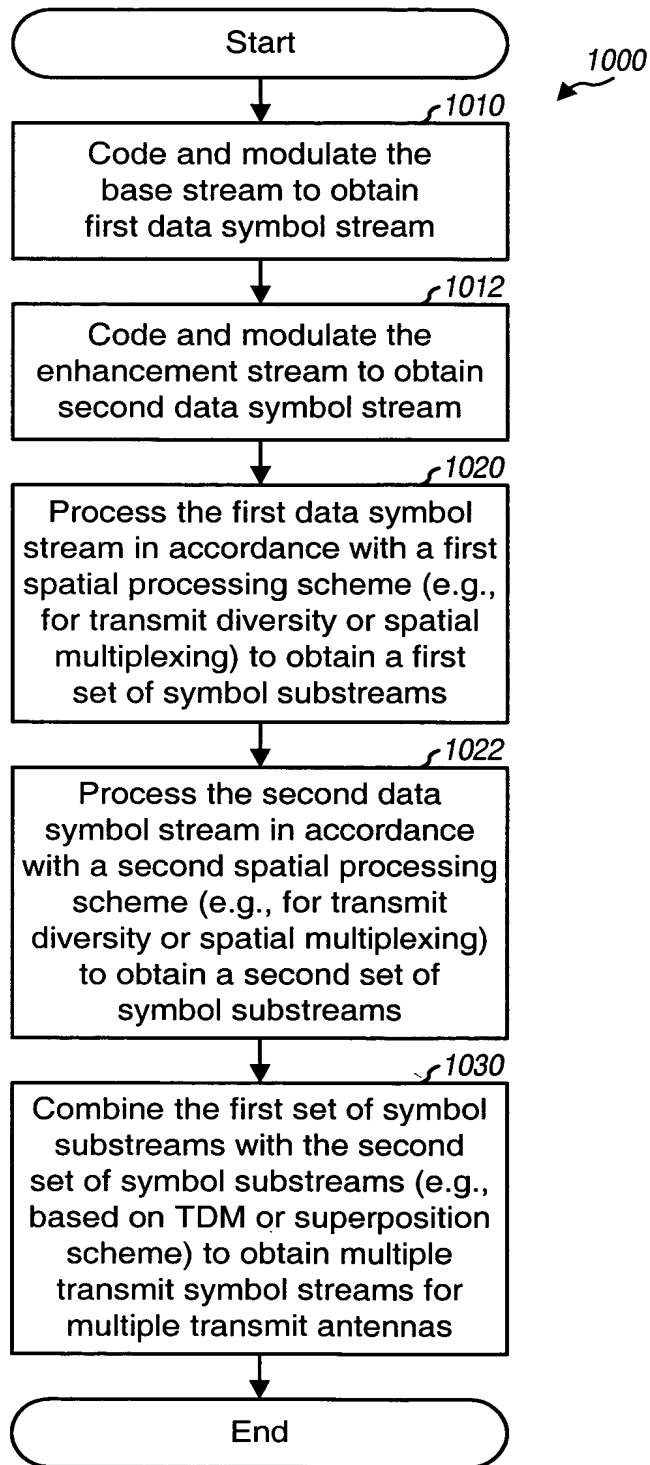 Start
1000
1010
Code and modulate the
base stream to obtain
first data symbol stream
1012
Code and modulate the
enhancement stream to obtain
second data symbol stream
1020
Process the first data symbol
stream in accordance with a first
spatial processing scheme (e.g.,
for transmit diversity or spatial
multiplexing) to obtain a first
set of symbol substreams
1022
Process the second data
symbol stream in accordance
with a second spatial processing
scheme (e.g., for transmit
diversity or spatial multiplexing)
to obtain a second set of
symbol substreams
1030
Combine the first set of symbol
substreams with the second
set of symbol substreams (e.g.,
based on TDM or superposition
scheme) to obtain multiple
transmit symbol streams for
multiple transmit antennas
End